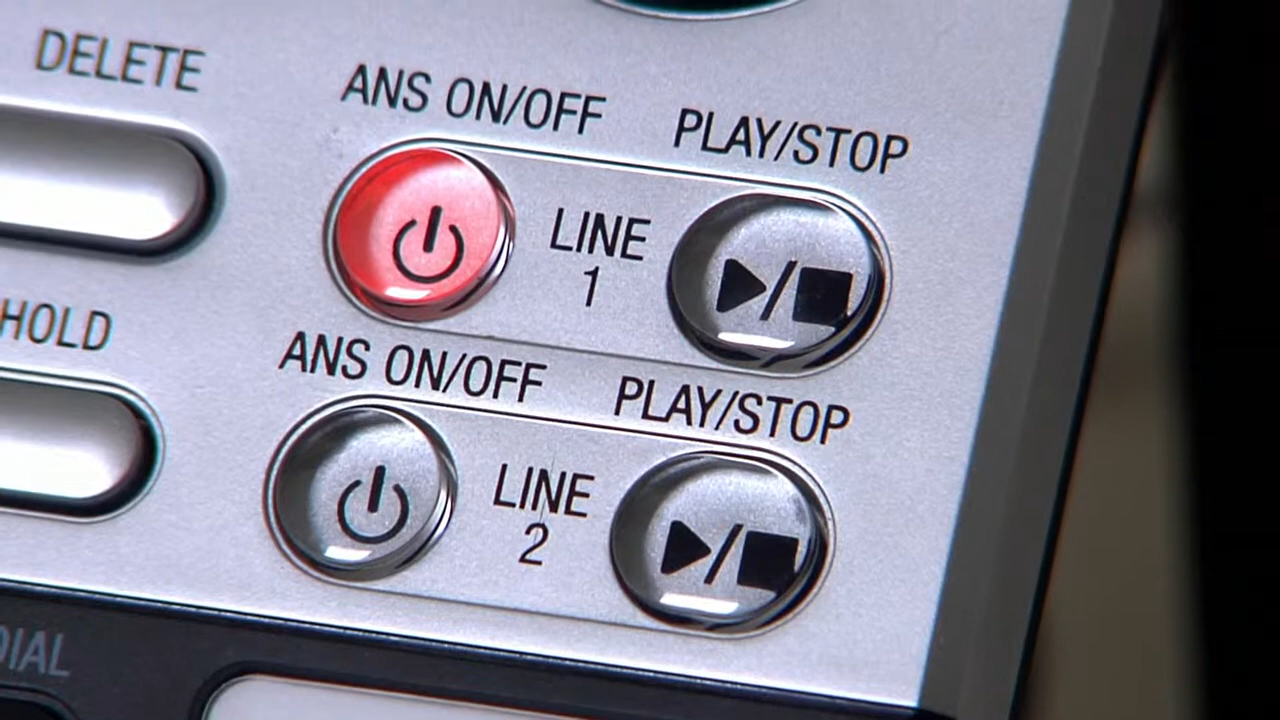 DELETE
ANS ON/OFF
PLAY/STOP
LINE
1
HOLD
ANS ON/OFF
PLAY/STOP
LINE
2